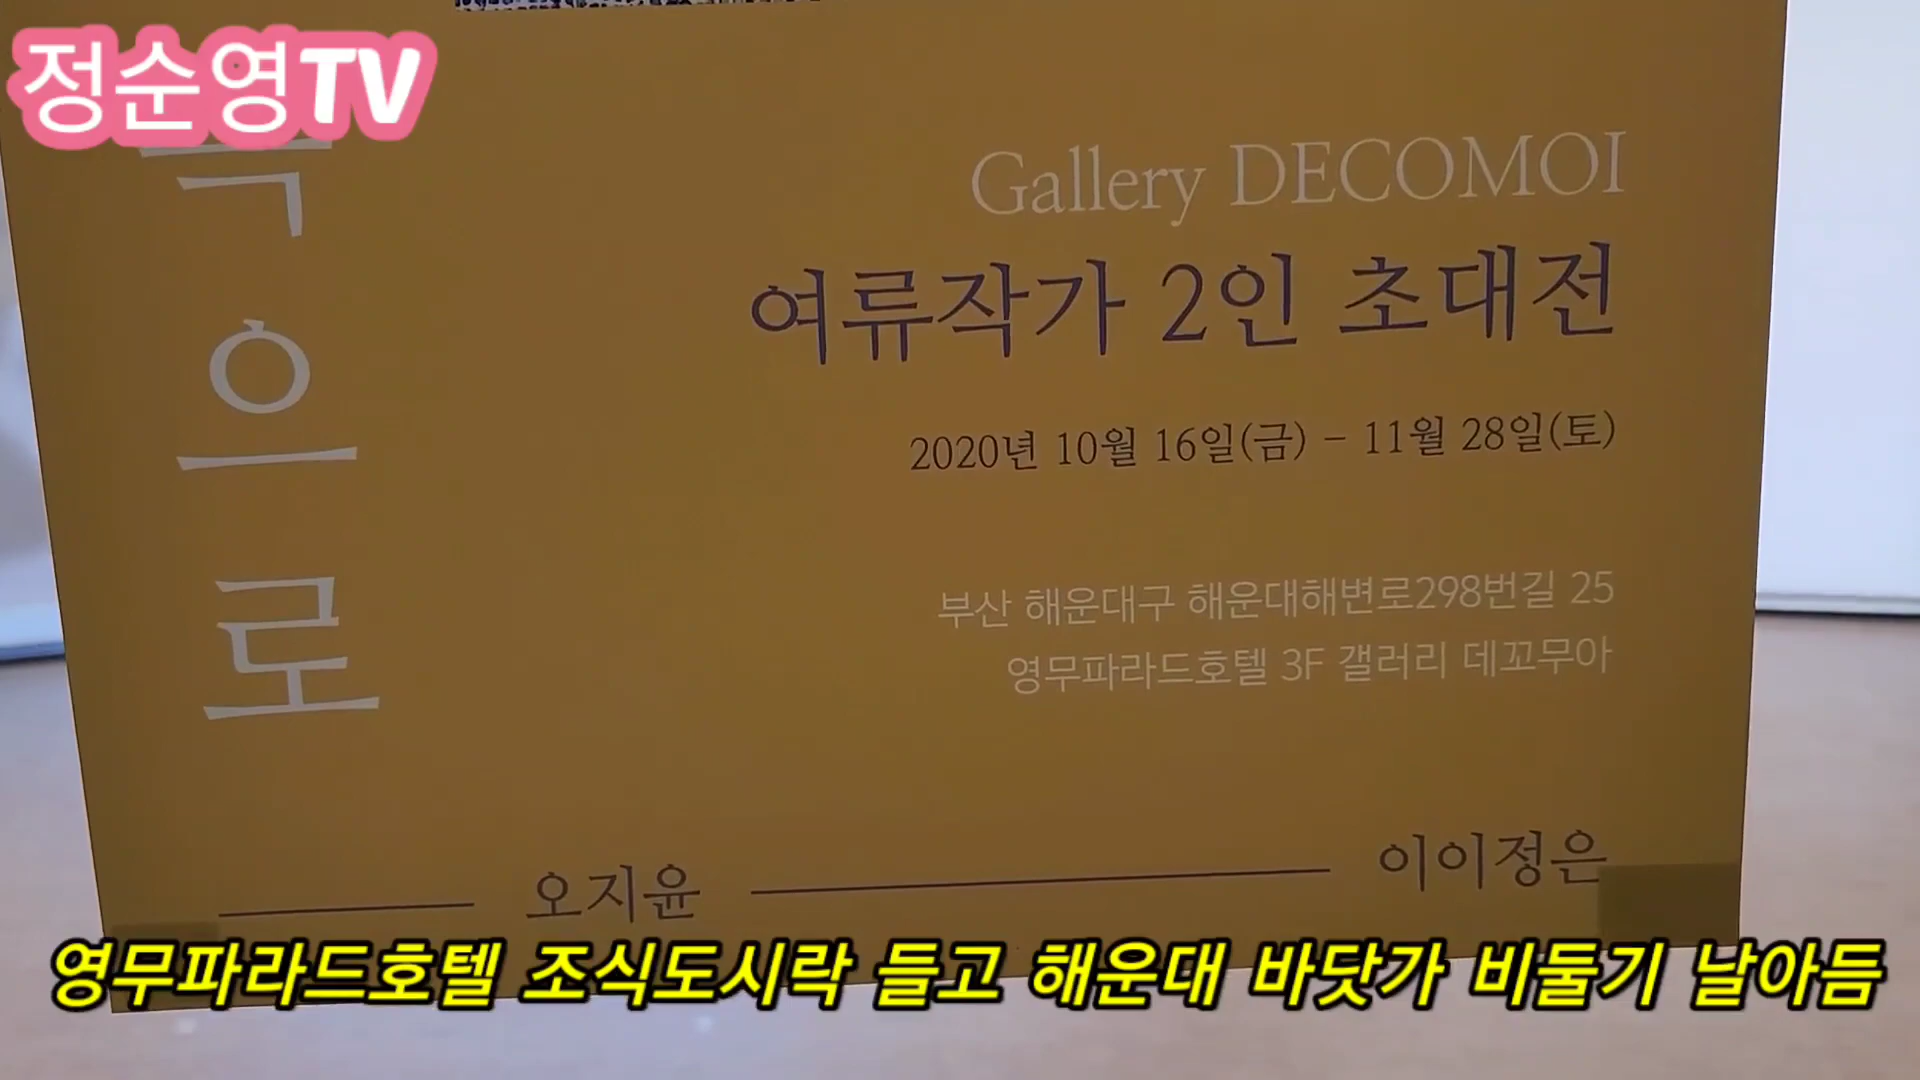 정순영TV
으
로
Gallery DECOMOI
여류작가 2인 초대전
2020년 10월 16일(금) - 11월 28일(토)
부산 해운대구 해운대해변로298번길 25
영무파라드호텔 3F 갤러리 데꼬무아
오지윤
이이정은
영무파라드호텔 조식도시락 들고 해운대 바닷가 비둘기 날아듬